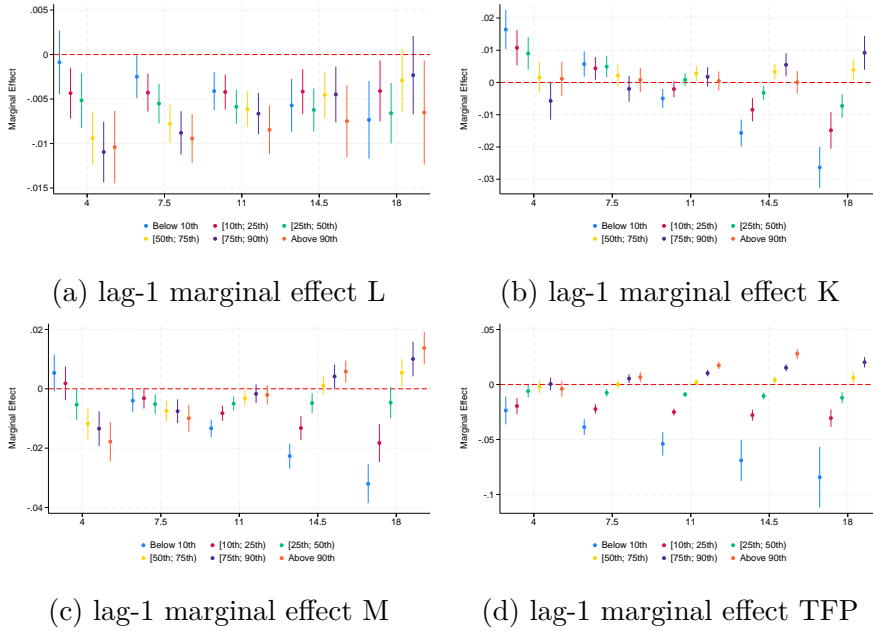 .005
0
-.005
-.01
-.015
Marginal Effect
4 7.5 11 14.5 18
Below 10th [10th; 25th) [25th; 50th)
[50th; 75th) [75th; 90th) Above 90th
(a) lag-1 marginal effect L
.02
.01
0
-.01
-.02
-.03
Marginal Effect
4 7.5 11 14.5 18
Below 10th [10th; 25th) [25th; 50th)
[50th; 75th) [75th; 90th) Above 90th
(b) lag-1 marginal effect K
.02
0
-.02
-.04
Marginal Effect
4 7.5 11 14.5 18
Below 10th [10th; 25th) [25th; 50th)
[50th; 75th) [75th; 90th) Above 90th
(c) lag-1 marginal effect M
.05
0
-.05
-.1
Marginal Effect
4 7.5 11 14.5 18
Below 10th [10th; 25th) [25th; 50th)
[50th; 75th) [75th; 90th) Above 90th
(d) lag-1 marginal effect TFP